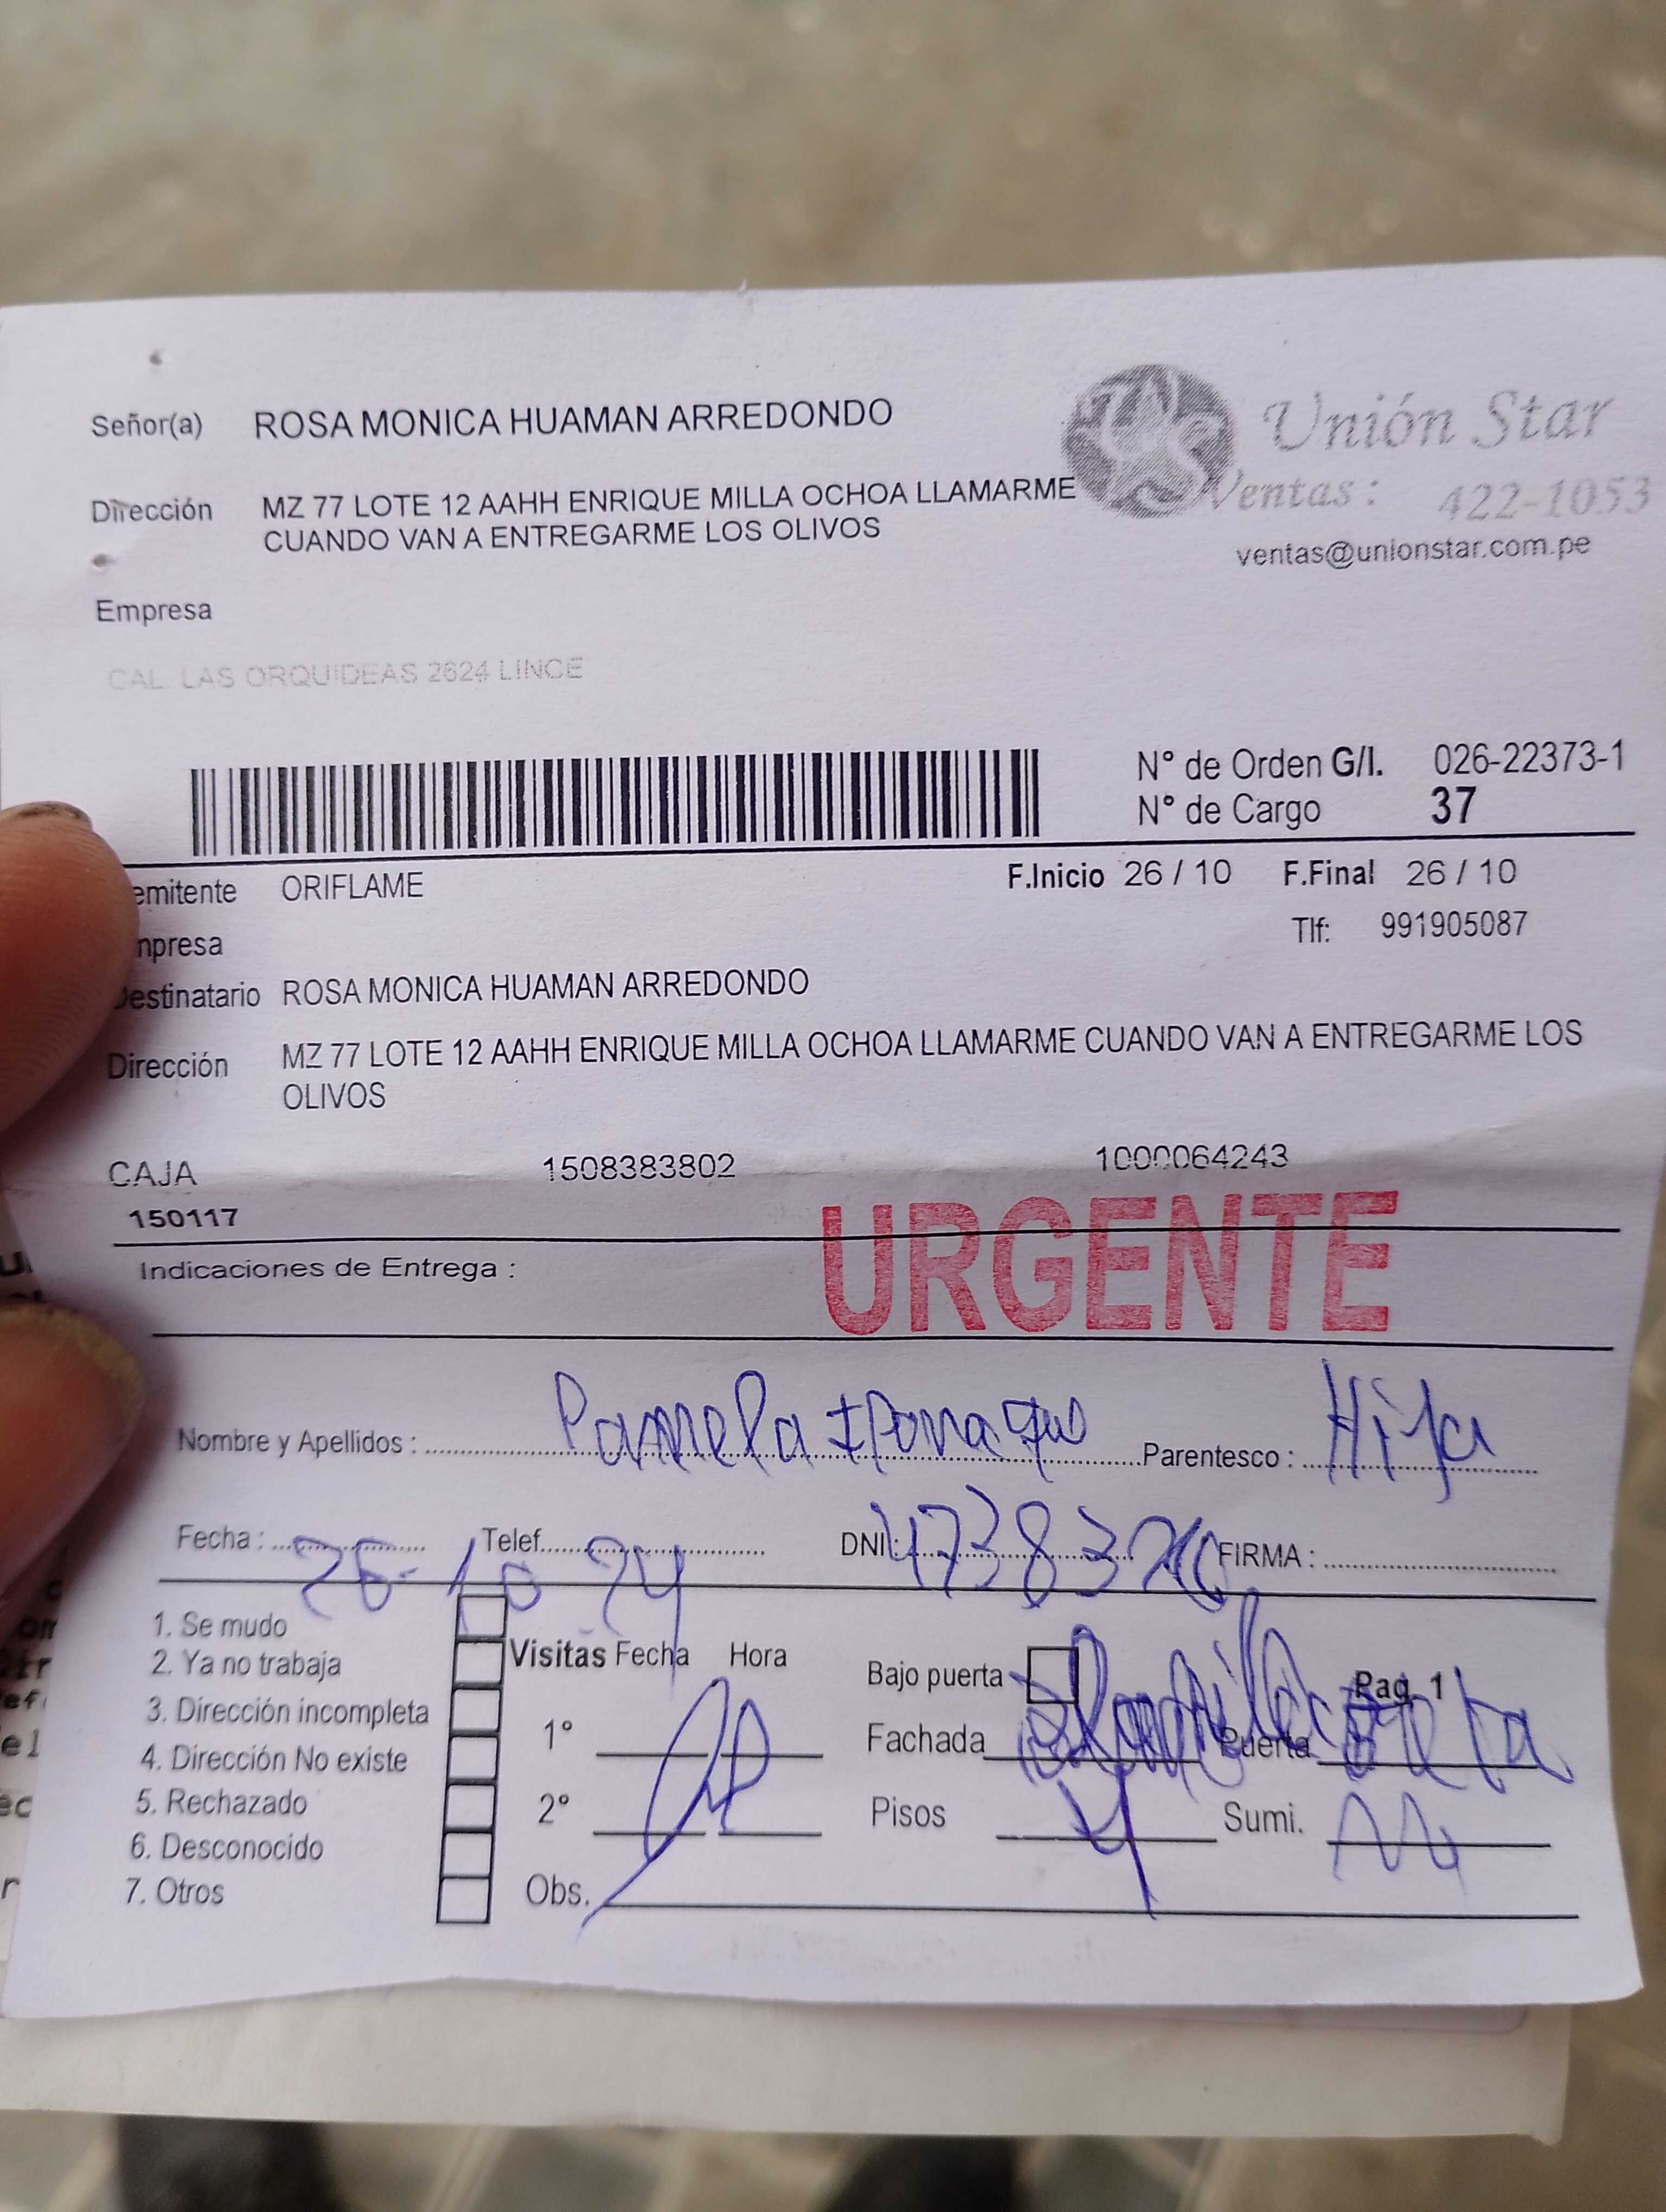 Señor(a) ROSA MONICA HUAMAN ARREDONDO
Unión Star
Dirección MZ 77 LOTE 12 AAHH ENRIQUE MILLA OCHOA LLAMARME
CUANDO VAN A ENTREGARME LOS OLIVOS
Ventas: 422-1053
ventas@unionstar.com.pe
Empresa
CAL. LAS ORQUIDEAS 2624 LINCE
N° de Orden G/I. 026-22373-1
N° de Cargo 37
emitente ORIFLAME
F.Inicio 26 / 10 F.Final 26 / 10
mpresa
Tlf: 991905087
Destinatario ROSA MONICA HUAMAN ARREDONDO
Dirección MZ 77 LOTE 12 AAHH ENRIQUE MILLA OCHOA LLAMARME CUANDO VAN A ENTREGARME LOS
OLIVOS
CAJA 1508383802 1000064243
150117
URGENTE
Indicaciones de Entrega :
Nombre y Apellidos : Pamela Parentesco : Hija
Fecha : 26-10-24 Telef. DNI: FIRMA :
1. Se mudo
2. Ya no trabaja
3. Dirección incompleta
4. Dirección No existe
5. Rechazado
6. Desconocido
7. Otros
Visitas Fecha Hora
1°
2°
Obs.
Bajo puerta Pag. 1
Fachada Puerta
Pisos 4 Sumi.